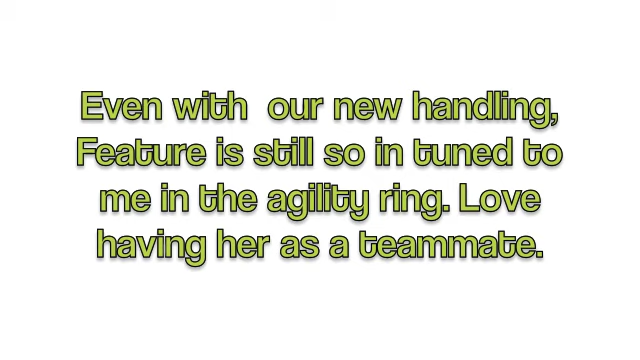 Even with  our new handling,
Feature is still so in tuned to
me in the agility ring. Love
having her as a teammate.